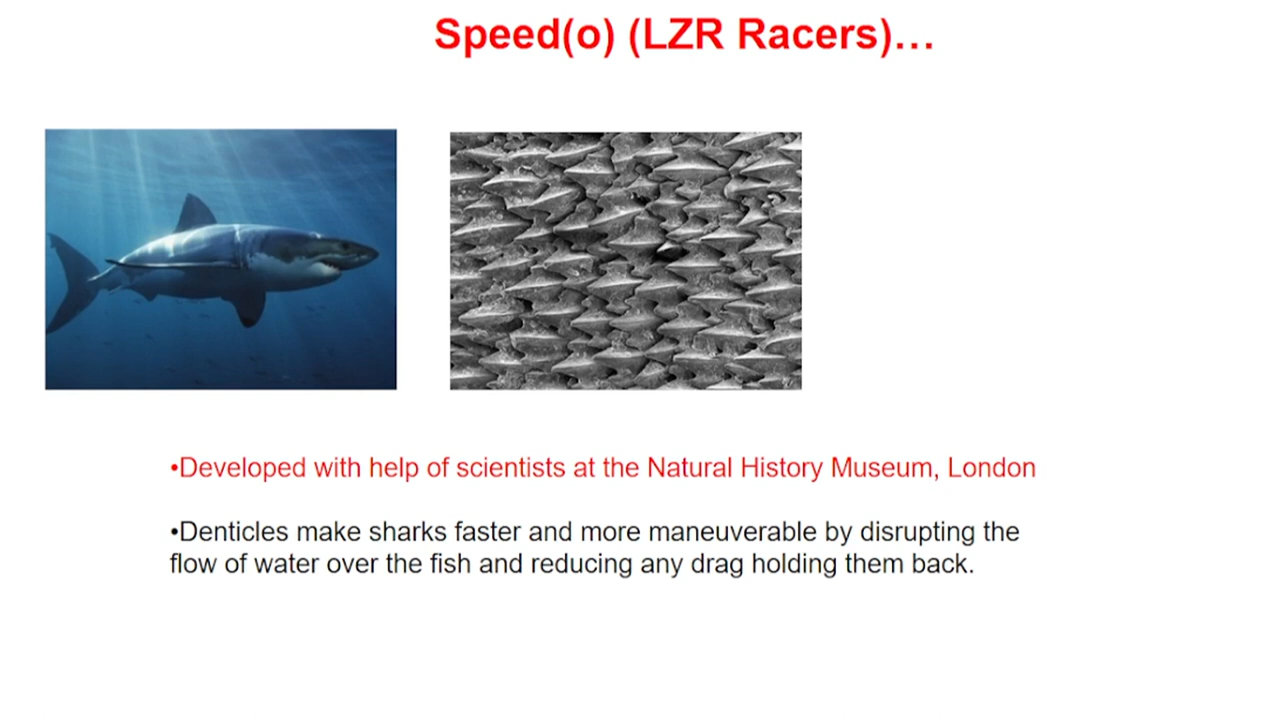 Speed(o) (LZR Racers)…
•Developed with help of scientists at the Natural History Museum, London
•Denticles make sharks faster and more maneuverable by disrupting the
flow of water over the fish and reducing any drag holding them back.